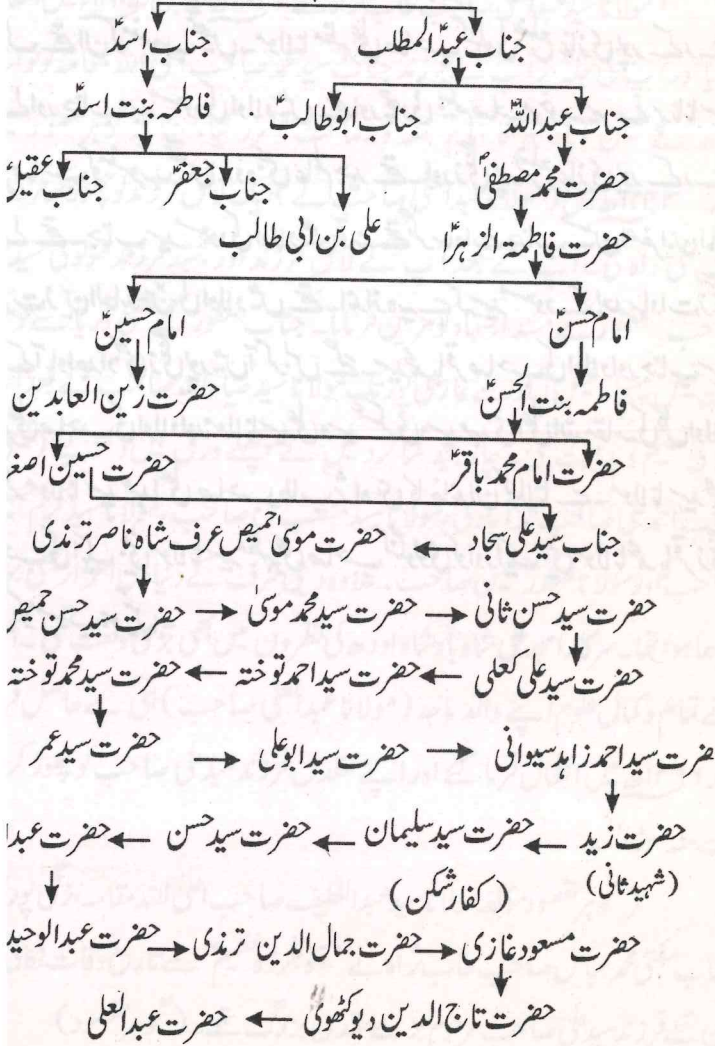 جناب عبدؑالمطلب جناب اسدؑ
جناب عبداللہؑ جناب ابوطالبؑ فاطمہ بنت اسدؑ
حضرت محمد مصطفیٰؐ جناب جعفرؑ جناب عقیلؑ
حضرت فاطمۃ الزہراؑ علی بن ابی طالب
امام حسنؑ امام حسینؑ
فاطمہ بنت الحسنؑ حضرت زین العابدین
حضرت امام محمد باقرؑ حضرت حسین اصغر
جناب سید علی سجاد حضرت موسیٰ حمیص عرف شاہ ناصر ترمذی
حضرت سید حسن ثانی حضرت سید محمد موسیٰ حضرت سید حسن حمیص
حضرت سید علی کعلی حضرت سید احمد توختہ حضرت سید محمد توختہ
حضرت سید احمد زاہد سیوانی حضرت سید ابوعلی حضرت سید عمر
حضرت زید حضرت سید سلیمان حضرت سید حسن حضرت
(شہید ثانی) (کفار شکن)
حضرت مسعود غازی حضرت جمال الدین ترمذی حضرت عبدالوحید
حضرت تاج الدین دیوکٹھویؒ حضرت عبدالعلی